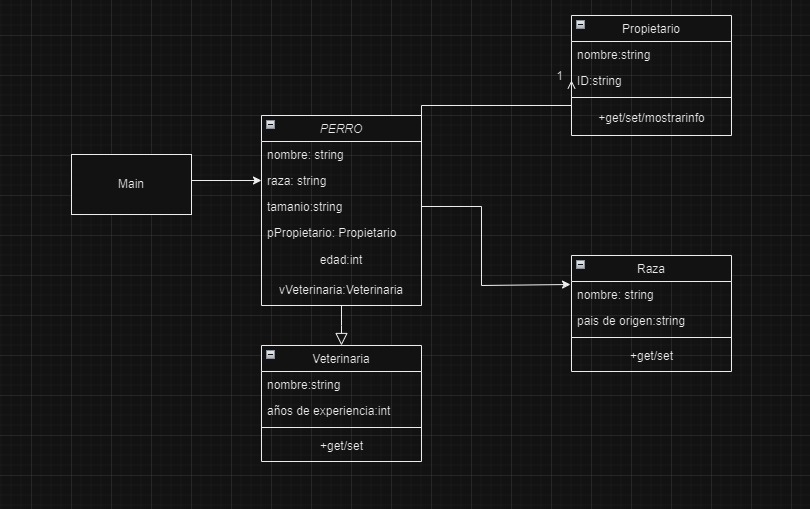 Propietario
nombre:string
1
ID:string
+get/set/mostrarinfo
PERRO
nombre: string
raza: string
tamanio:string
pPropietario: Propietario
edad:int
vVeterinaria:Veterinaria
Main
Raza
nombre: string
pais de origen:string
+get/set
Veterinaria
nombre:string
años de experiencia:int
+get/set